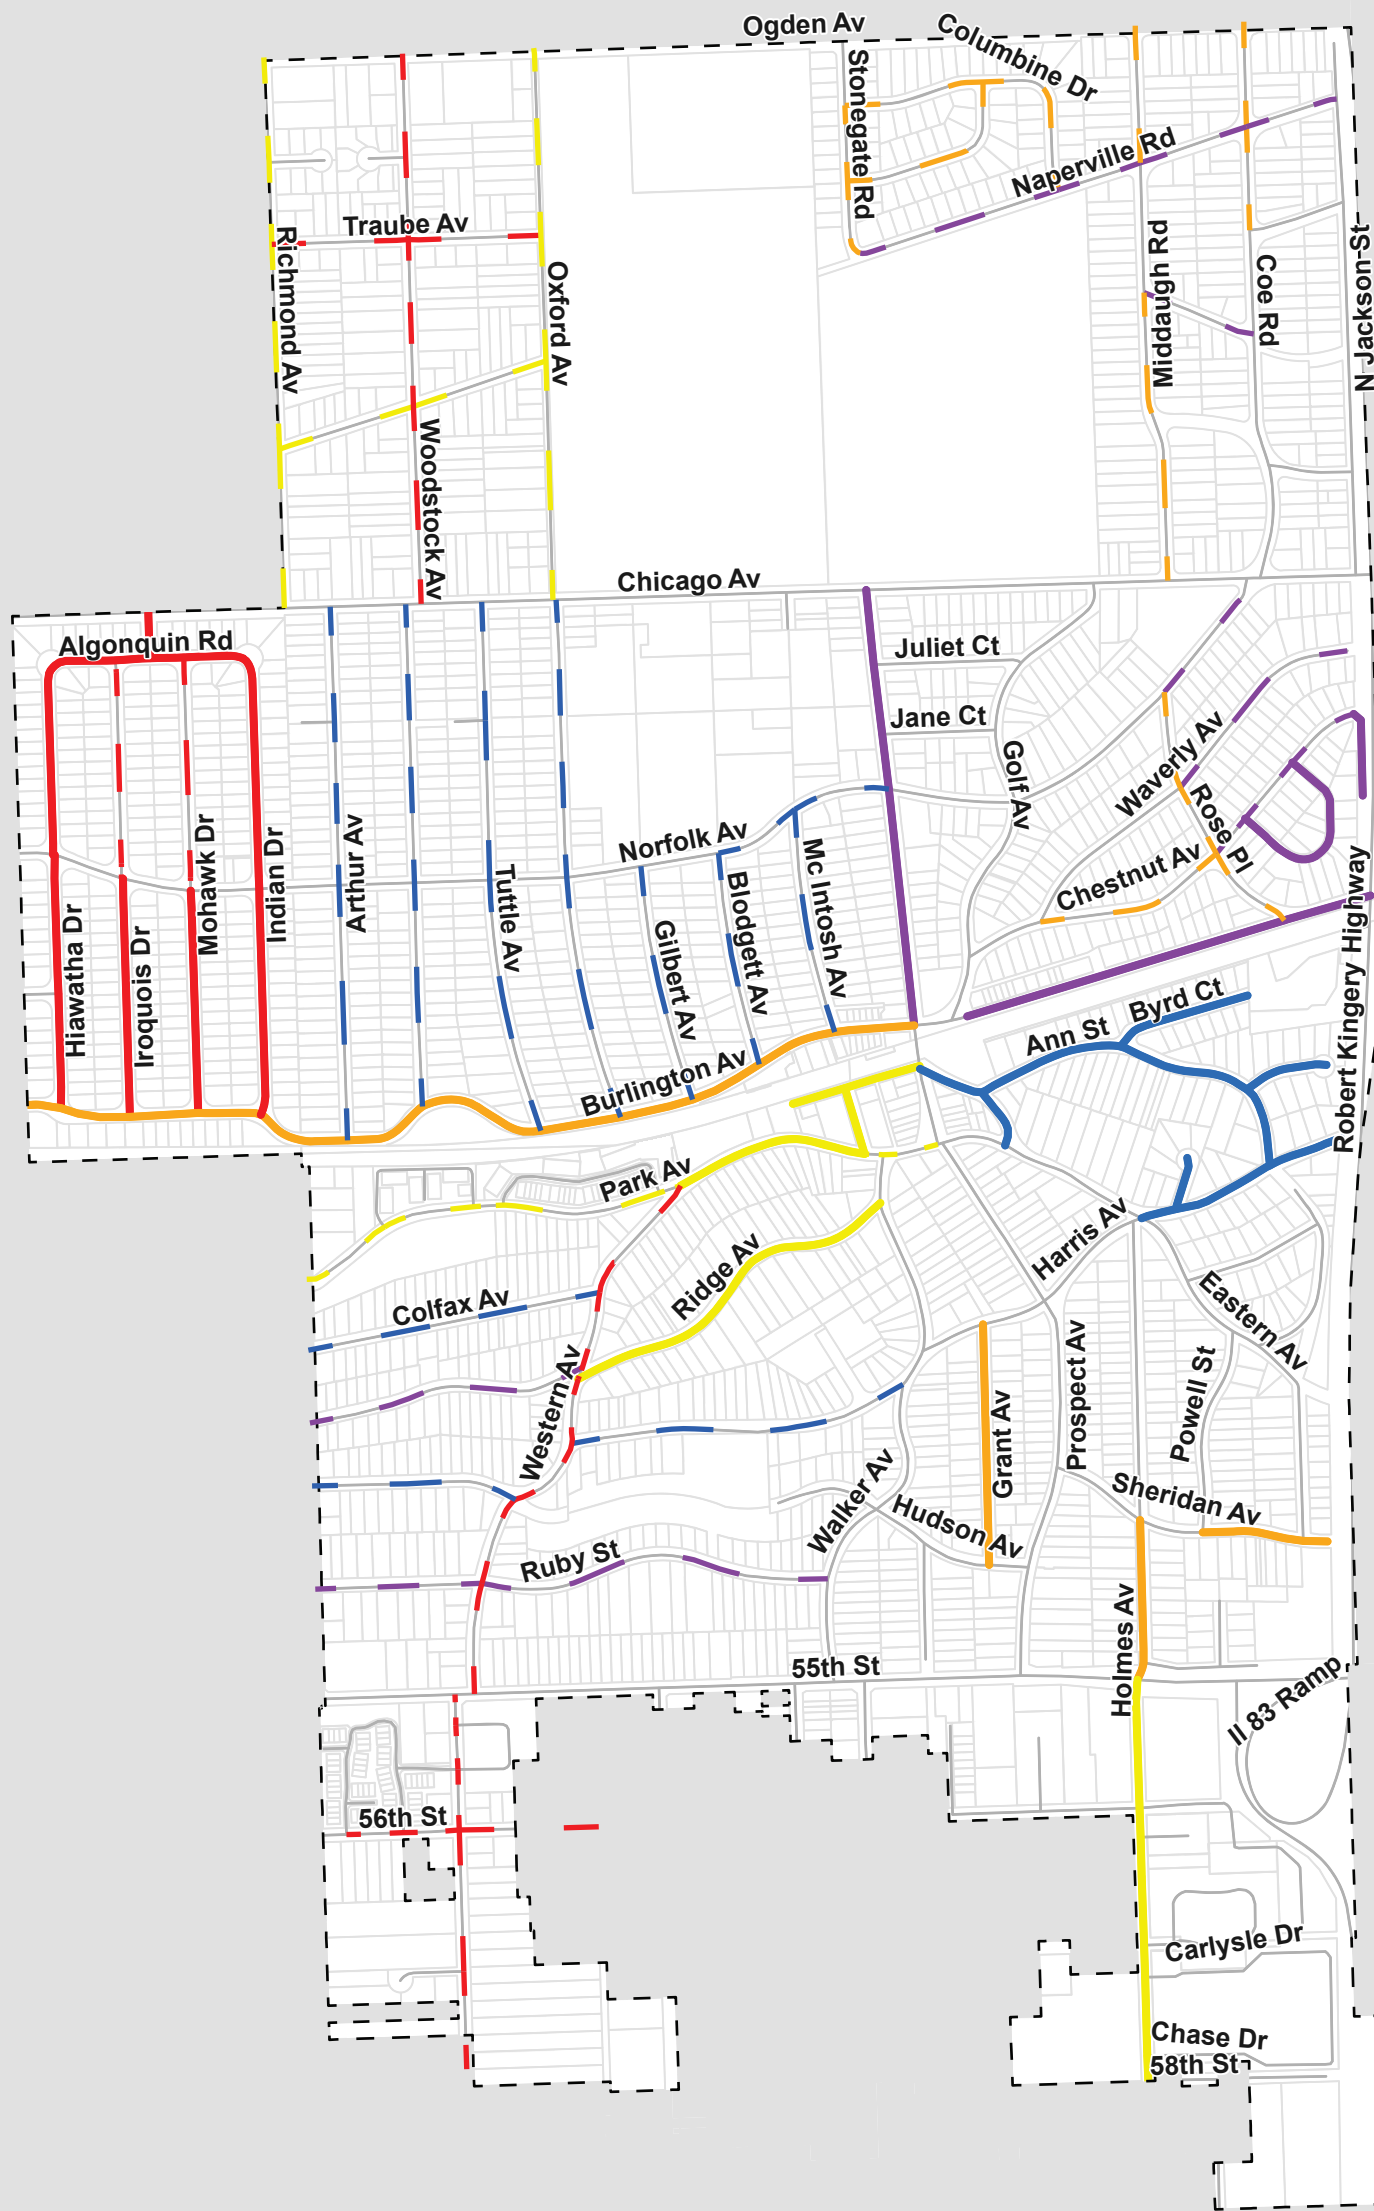 Ogden Av
Columbine Dr
Stonegate Rd
Naperville Rd
Traube Av
Richmond Av
Oxford Av
Middaugh Rd
Coe Rd
N Jackson St
Woodstock Av
Chicago Av
Algonquin Rd
Juliet Ct
Jane Ct
Golf Av
Waverly Av
Rose Pl
Chestnut Av
Norfolk Av
Mc Intosh Av
Blodgett Av
Gilbert Av
Tuttle Av
Arthur Av
Indian Dr
Mohawk Dr
Iroquois Dr
Hiawatha Dr
Robert Kingery Highway
Byrd Ct
Ann St
Burlington Av
Park Av
Ridge Av
Harris Av
Colfax Av
Eastern Av
Western Av
Prospect Av
Powell St
Grant Av
Walker Av
Sheridan Av
Hudson Av
Ruby St
Holmes Av
55th St
Il 83 Ramp
56th St
Carlysle Dr
Chase Dr
58th St